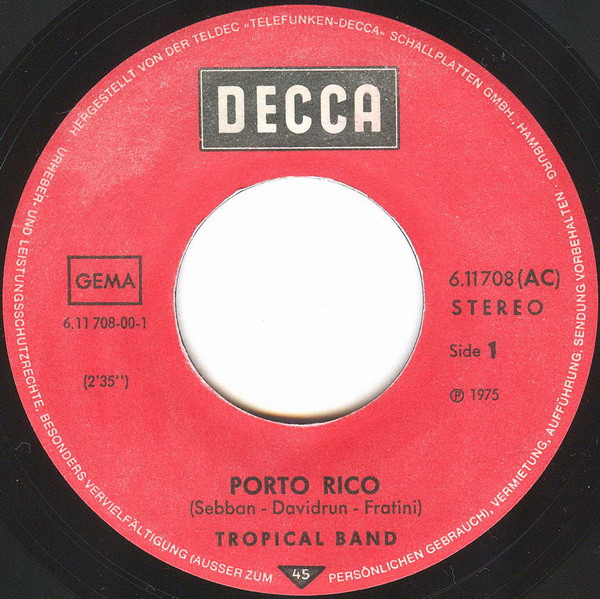 HERGESTELLT VON DER TELDEC »TELEFUNKEN-DECCA« SCHALLPLATTEN GMBH., HAMBURG ·
URHEBER- UND LEISTUNGSSCHUTZRECHTE, BESONDERS VERVIELFÄLTIGUNG (AUSSER ZUM PERSÖNLICHEN GEBRAUCH), VERMIETUNG, AUFFÜHRUNG, SENDUNG VORBEHALTEN ·
DECCA
GEMA
6.11 708-00-1
(2'35'')
6.11708 (AC)
STEREO
Side 1
℗ 1975
PORTO RICO
(Sebban - Davidrun - Fratini)
TROPICAL BAND
45